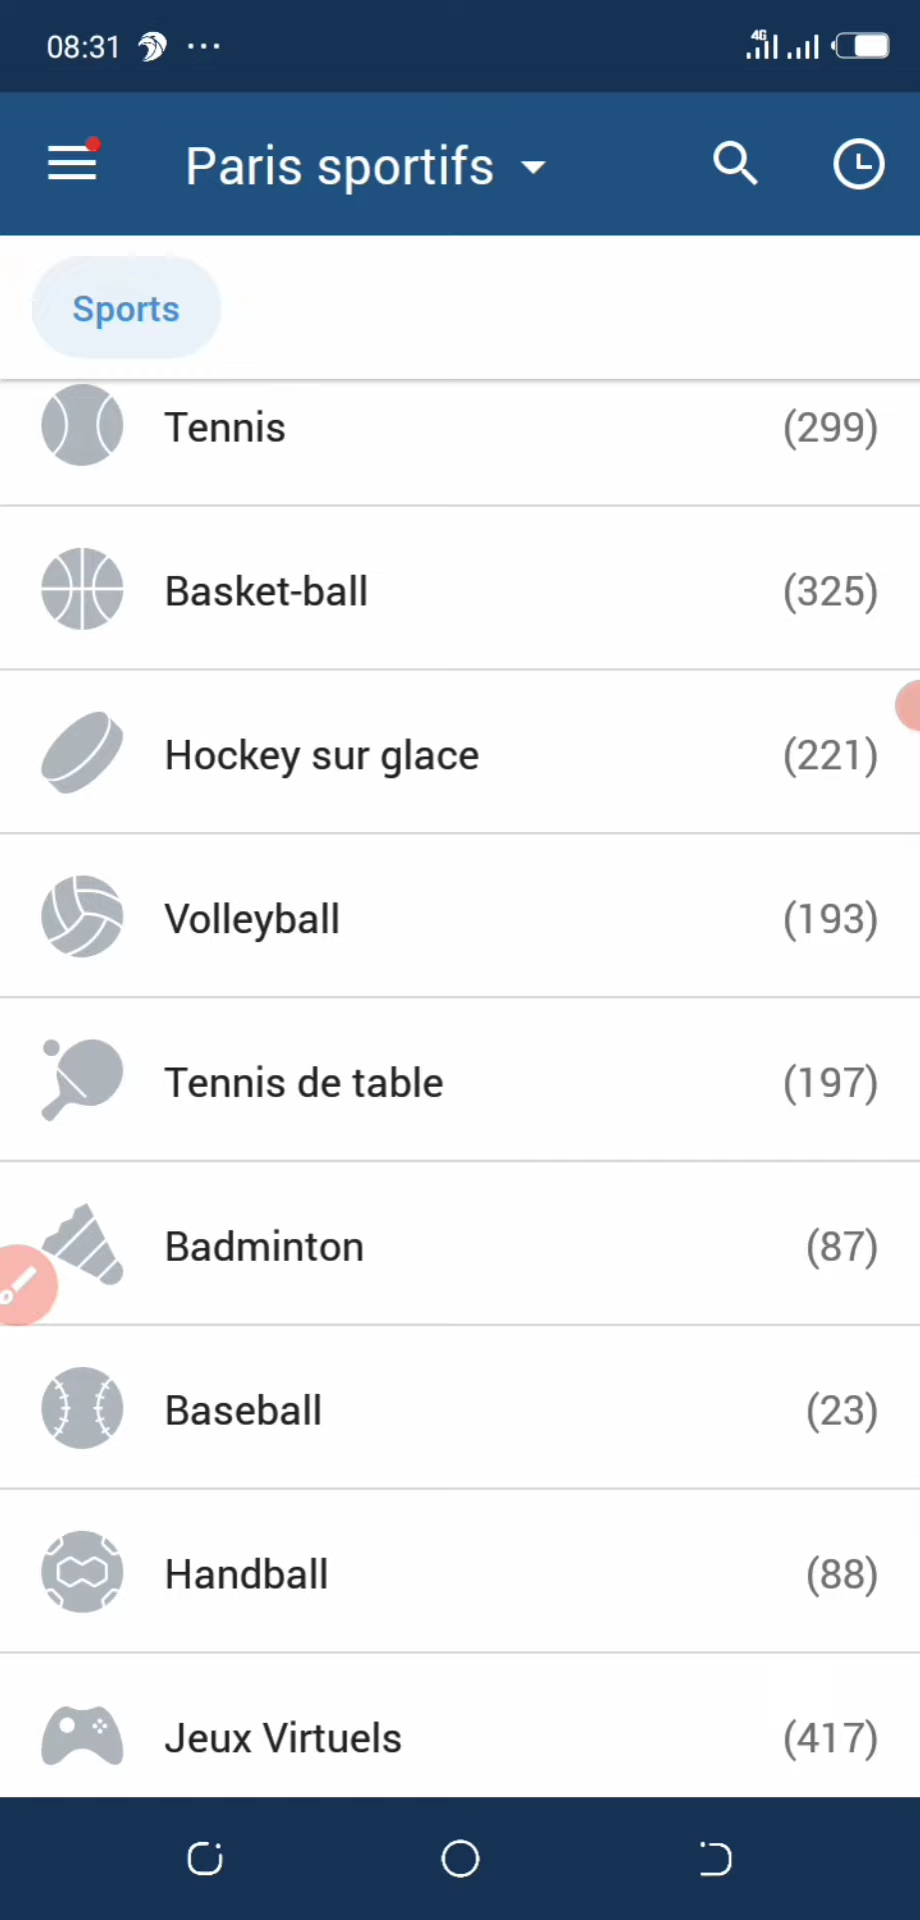 08:31
4G
Paris sportifs
Sports
Tennis (299)
Basket-ball (325)
Hockey sur glace (221)
Volleyball (193)
Tennis de table (197)
Badminton (87)
Baseball (23)
Handball (88)
Jeux Virtuels (417)